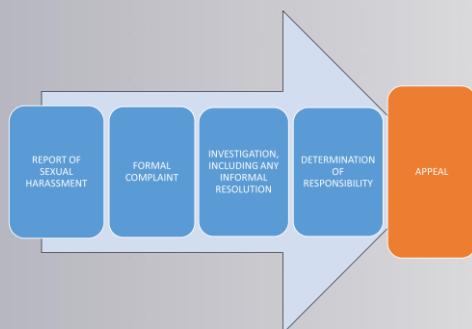 REPORT OF
SEXUAL
HARASSMENT
FORMAL
COMPLAINT
INVESTIGATION,
INCLUDING ANY
INFORMAL
RESOLUTION
DETERMINATION
OF
RESPONSIBILITY
APPEAL